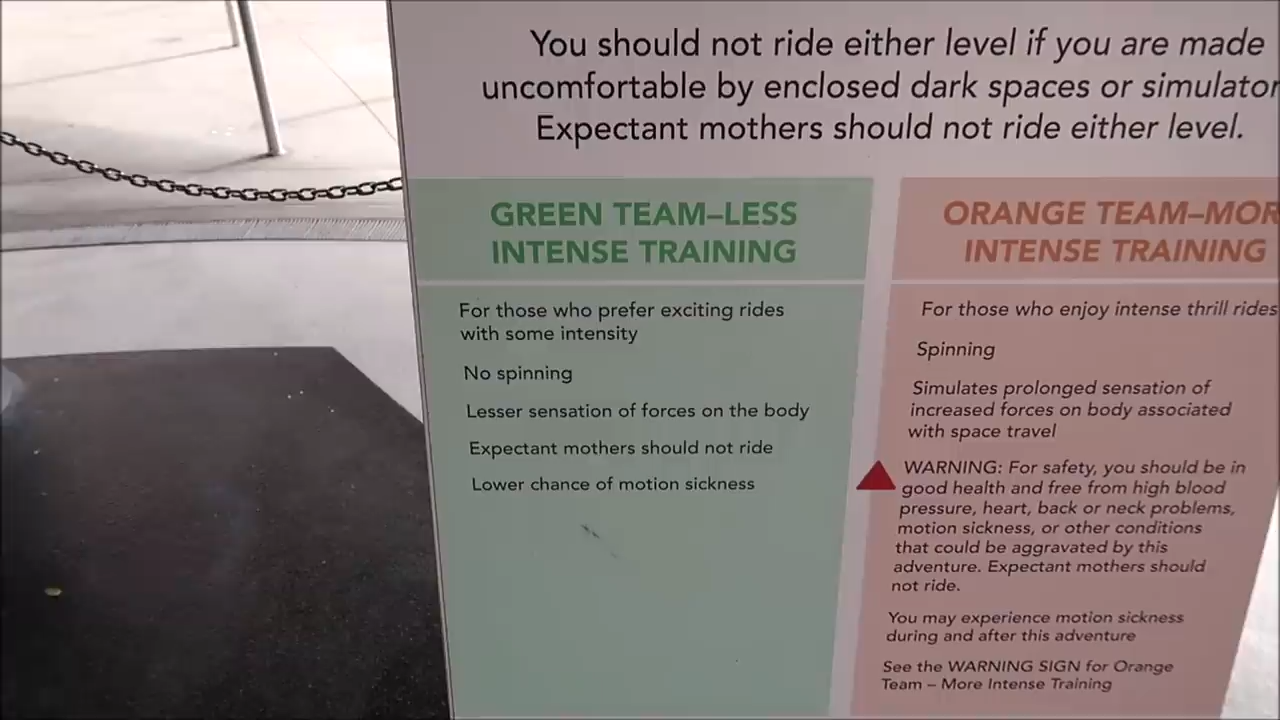 You should not ride either level if you are made
uncomfortable by enclosed dark spaces or simulator
Expectant mothers should not ride either level.
GREEN TEAM–LESS
INTENSE TRAINING
For those who prefer exciting rides
with some intensity
No spinning
Lesser sensation of forces on the body
Expectant mothers should not ride
Lower chance of motion sickness
ORANGE TEAM–MOR
INTENSE TRAINING
For those who enjoy intense thrill rides
Spinning
Simulates prolonged sensation of
increased forces on body associated
with space travel
WARNING: For safety, you should be in
good health and free from high blood
pressure, heart, back or neck problems,
motion sickness, or other conditions
that could be aggravated by this
adventure. Expectant mothers should
not ride.
You may experience motion sickness
during and after this adventure
See the WARNING SIGN for Orange
Team – More Intense Training